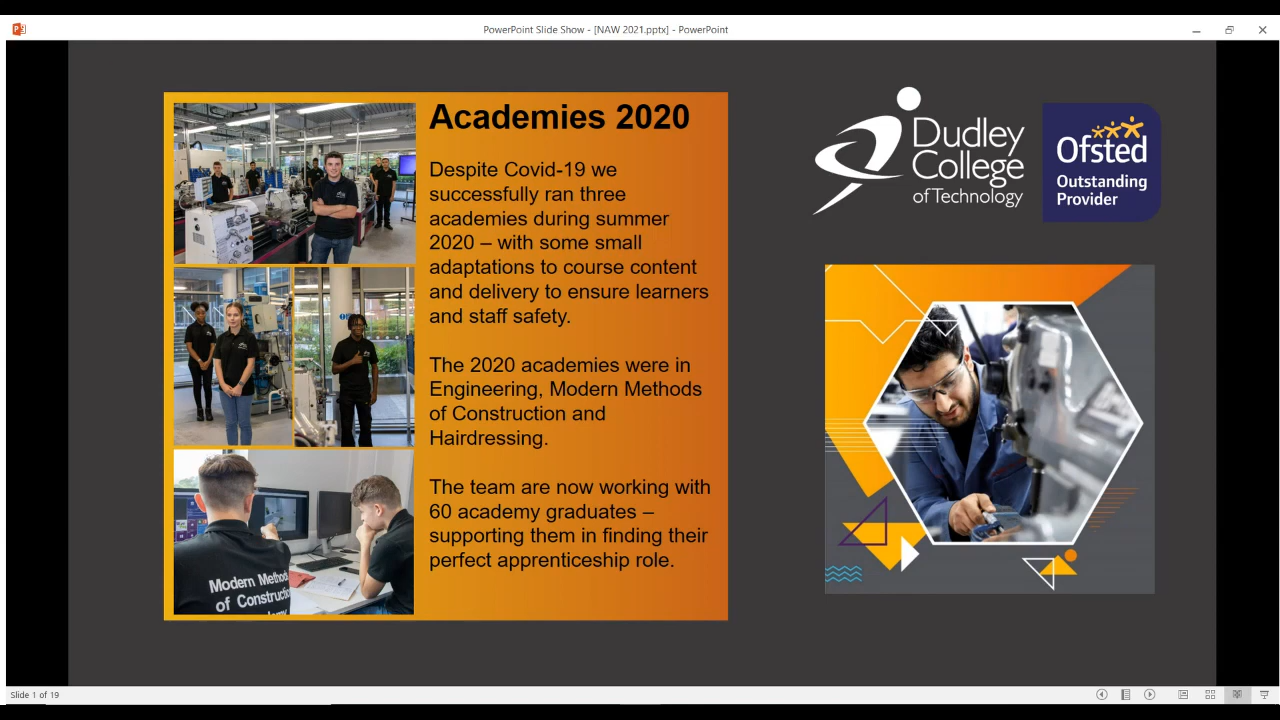 PowerPoint Slide Show - [NAW 2021.pptx] - PowerPoint
Academies 2020
Despite Covid-19 we
successfully ran three
academies during summer
2020 – with some small
adaptations to course content
and delivery to ensure learners
and staff safety.
The 2020 academies were in
Engineering, Modern Methods
of Construction and
Hairdressing.
The team are now working with
60 academy graduates –
supporting them in finding their
perfect apprenticeship role.
Modern Methods
of Construction
Dudley
College
of Technology
Ofsted
Outstanding
Provider
Slide 1 of 19